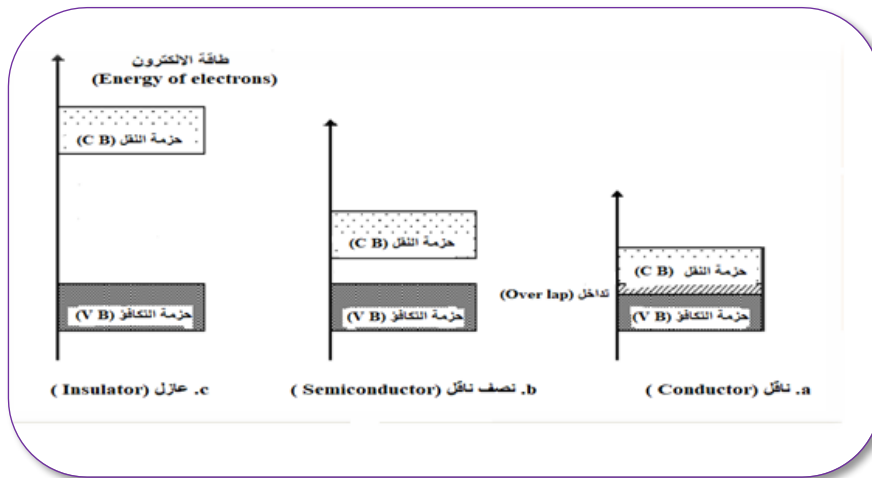 طاقة الالكترون
(Energy of electrons)
حزمة النقل (C B)
حزمة التكافؤ (V B)
c. عازل (Insulator )
حزمة النقل (C B)
حزمة التكافؤ (V B)
b. نصف ناقل (Semiconductor )
حزمة النقل (C B)
تداخل (Over lap)
حزمة التكافؤ (V B)
a. ناقل (Conductor )